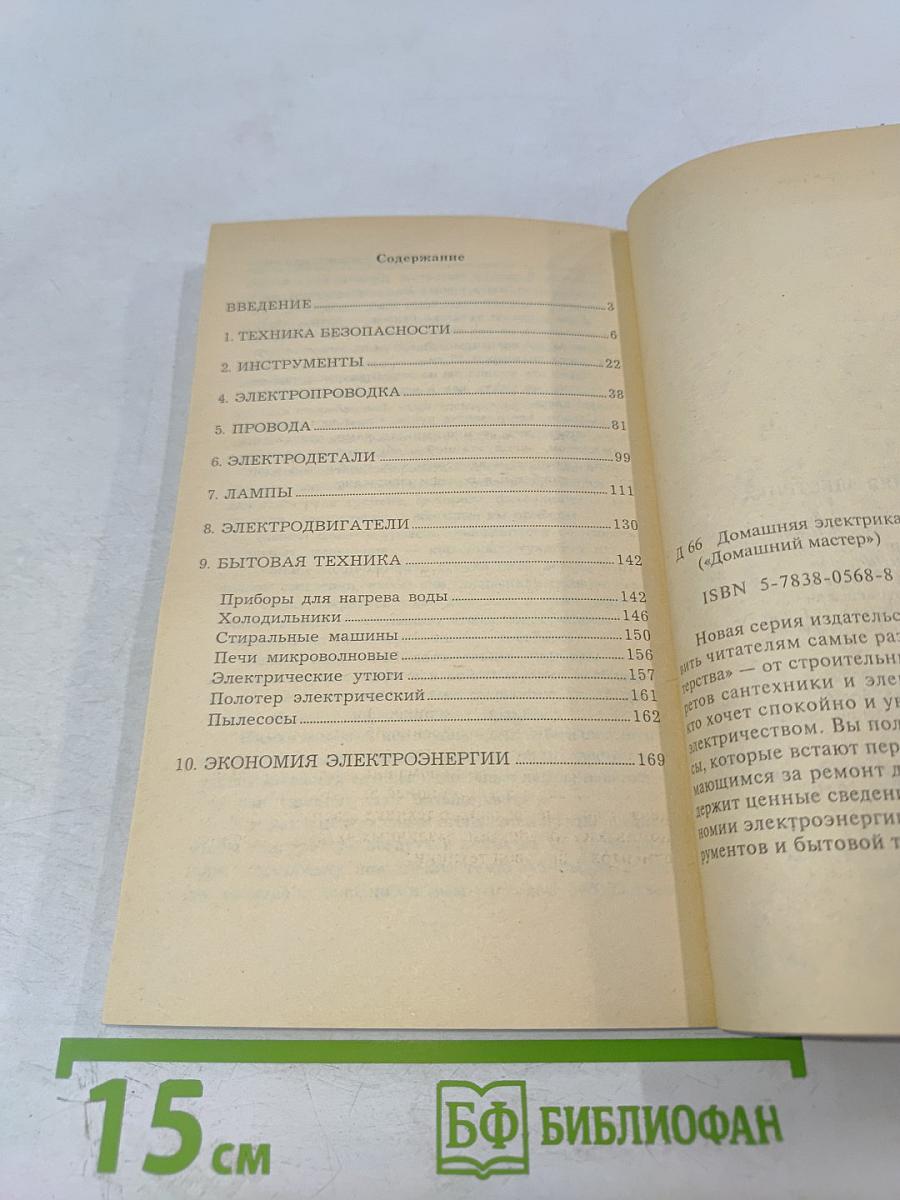 Содержание
ВВЕДЕНИЕ 3
1. ТЕХНИКА БЕЗОПАСНОСТИ 6
2. ИНСТРУМЕНТЫ 22
4. ЭЛЕКТРОПРОВОДКА 38
5. ПРОВОДА 81
6. ЭЛЕКТРОДЕТАЛИ 99
7. ЛАМПЫ 111
8. ЭЛЕКТРОДВИГАТЕЛИ 130
9. БЫТОВАЯ ТЕХНИКА 142
Приборы для нагрева воды 142
Холодильники 146
Стиральные машины 150
Печи микроволновые 156
Электрические утюги 157
Полотер электрический 161
Пылесосы 162
10. ЭКОНОМИЯ ЭЛЕКТРОЭНЕРГИИ 169
Д 66 Домашняя электрика
(«Домашний мастер»)
ISBN 5-7838-0568-8
Новая серия издательс
вить читателям самые раз
терства» — от строительн
ретов сантехники и элек
кто хочет спокойно и ув
электричеством. Вы пол
сы, которые встают пер
мающимся за ремонт д
держит ценные сведени
номии электроэнергии
рументов и бытовой т
15 см
БФ БИБЛИОФАН